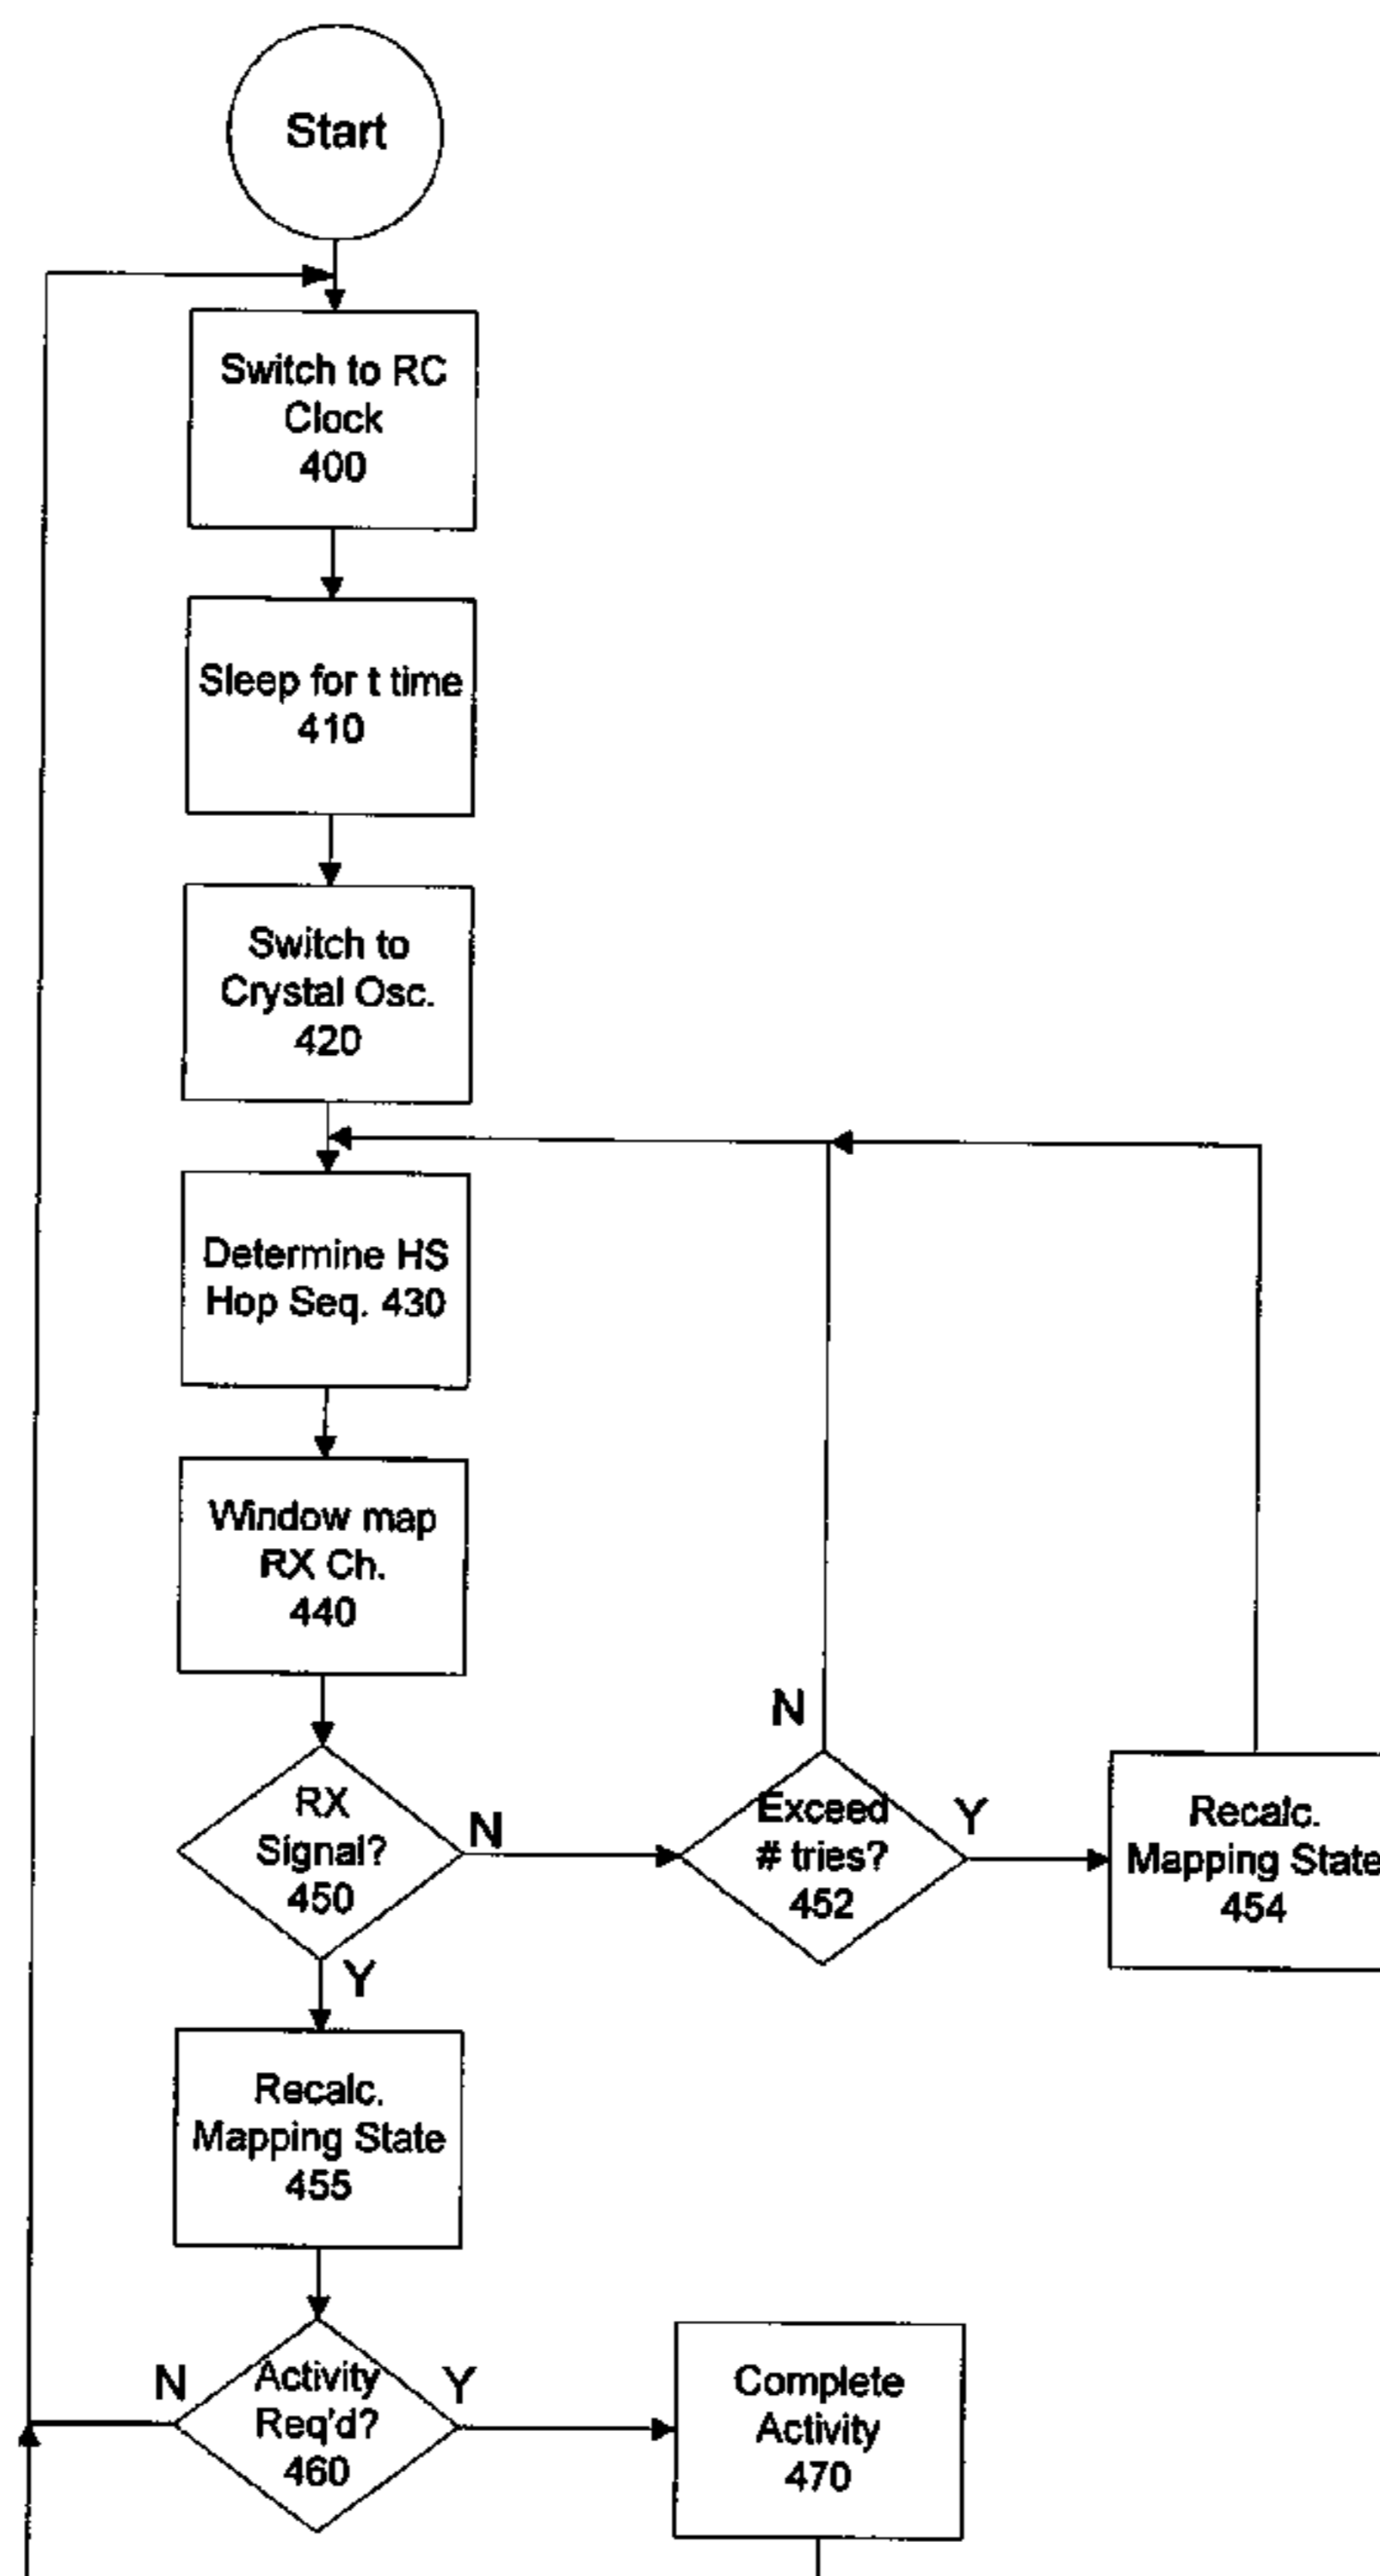 Start
Switch to RC
Clock
400
Sleep for t time
410
Switch to
Crystal Osc.
420
Determine HS
Hop Seq. 430
Window map
RX Ch.
440
RX
Signal?
450
N
Y
N
Exceed
# tries?
452
Y
Recalc.
Mapping State
454
Recalc.
Mapping State
455
N
Activity
Req'd?
460
Y
Complete
Activity
470